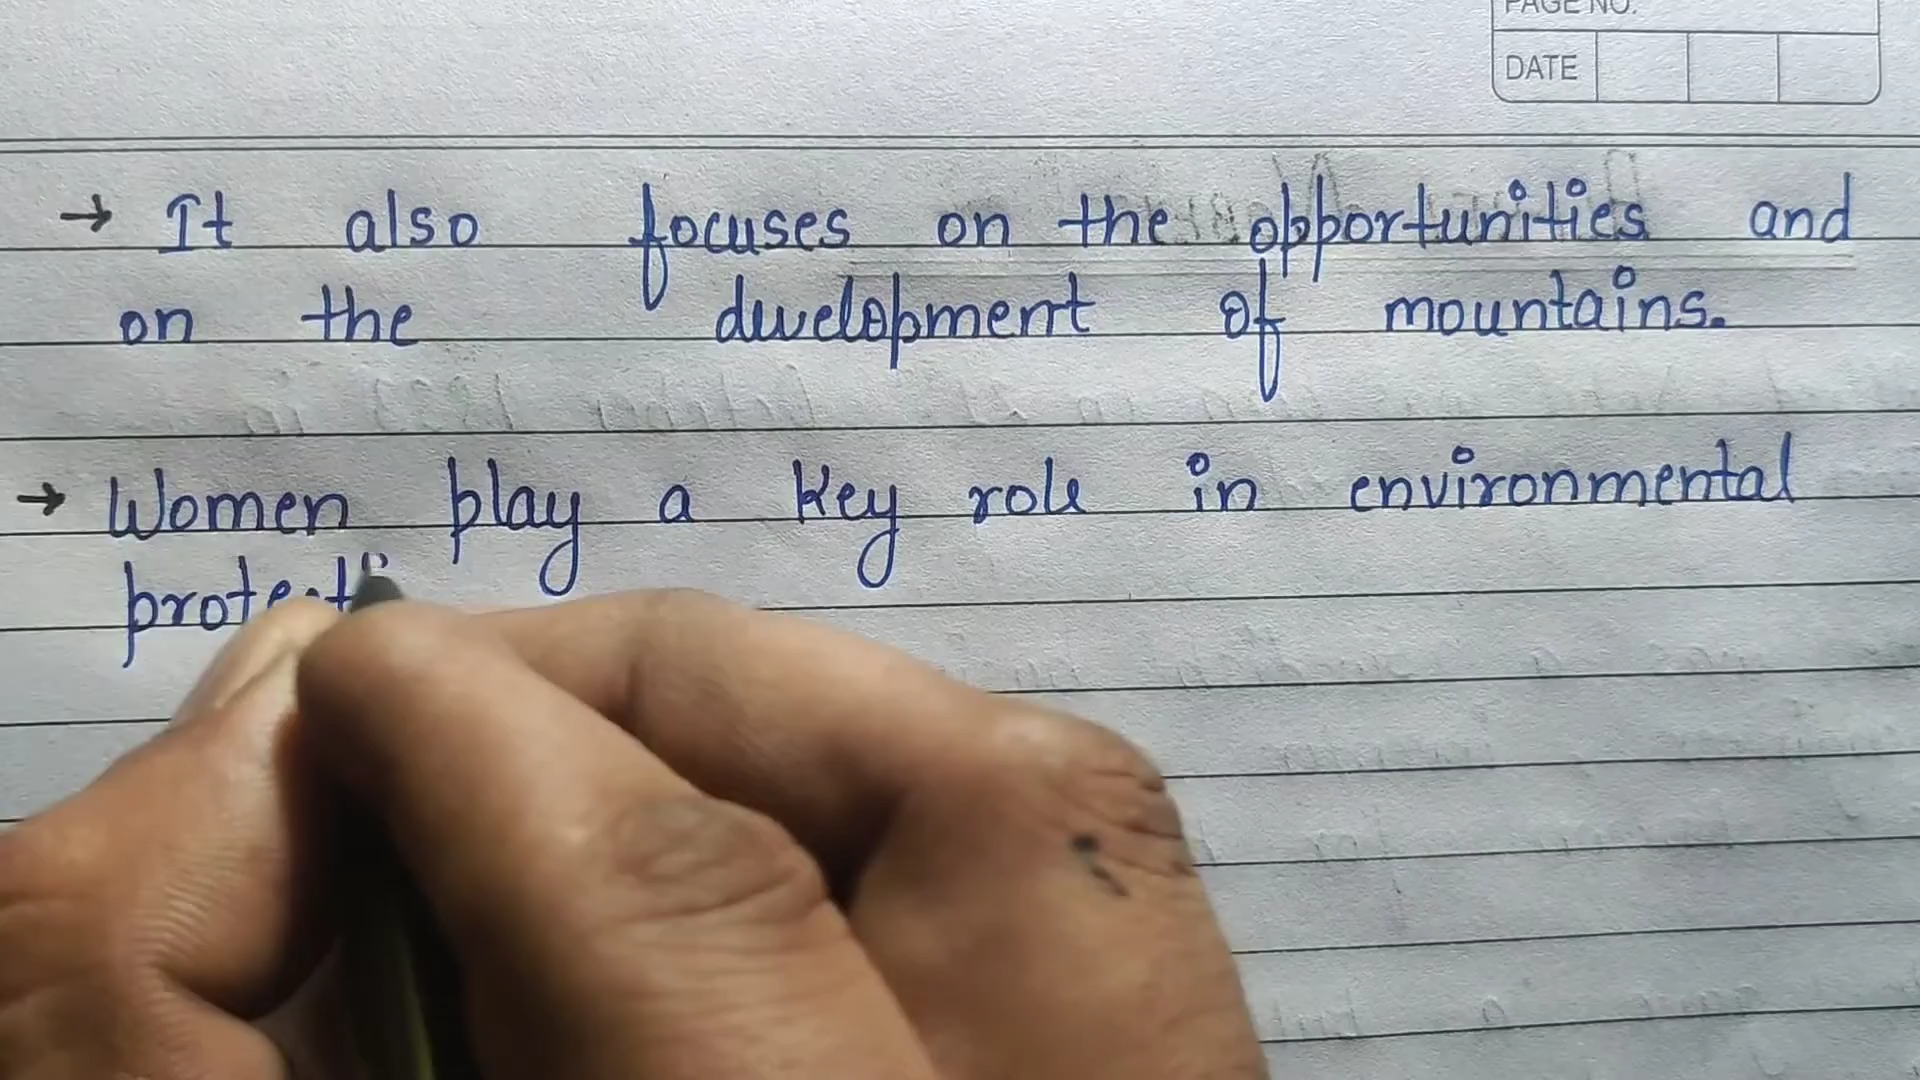 PAGE NO.
DATE
→ It also focuses on the opportunities and
on the development of mountains.
→ Women play a key role in environmental
protecti